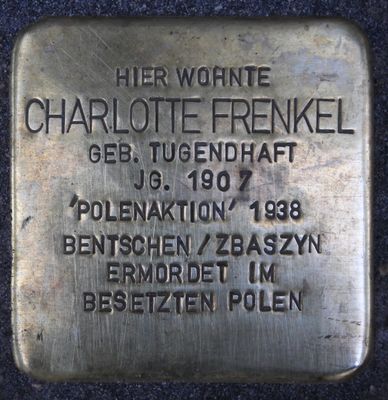 HIER WOHNTE
CHARLOTTE FRENKEL
GEB. TUGENDHAFT
JG. 1907
'POLENAKTION' 1938
BENTSCHEN / ZBASZYN
ERMORDET IM
BESETZTEN POLEN